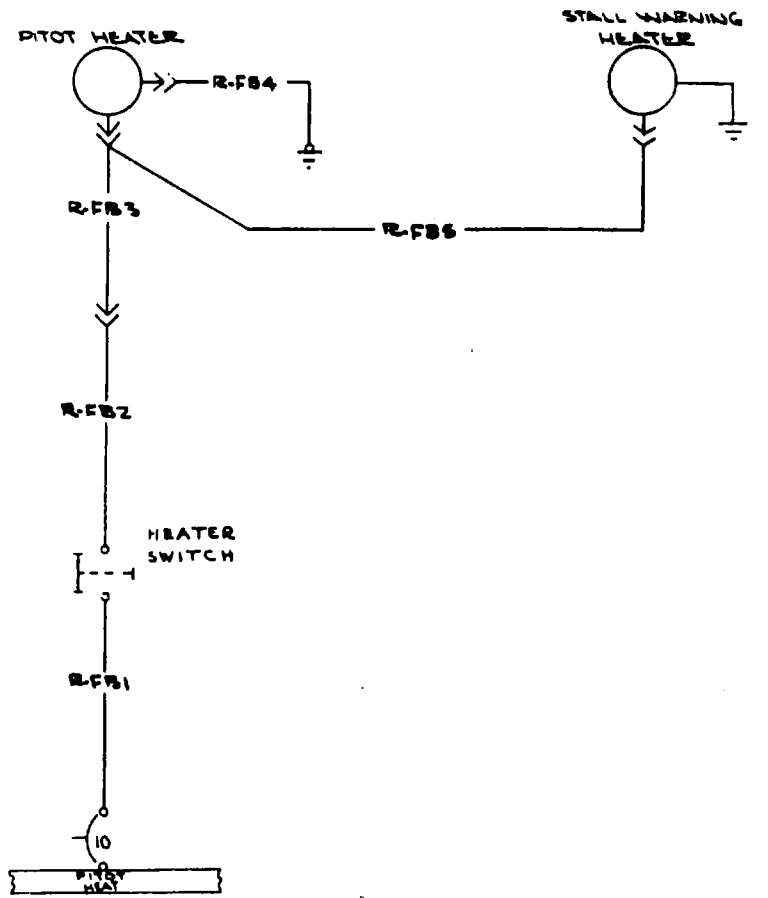 PITOT HEATER
STALL WARNING
HEATER
R-FB4
R-FB3
R-FB5
R-FB2
HEATER
SWITCH
R-FB1
10
PITOT
HEAT